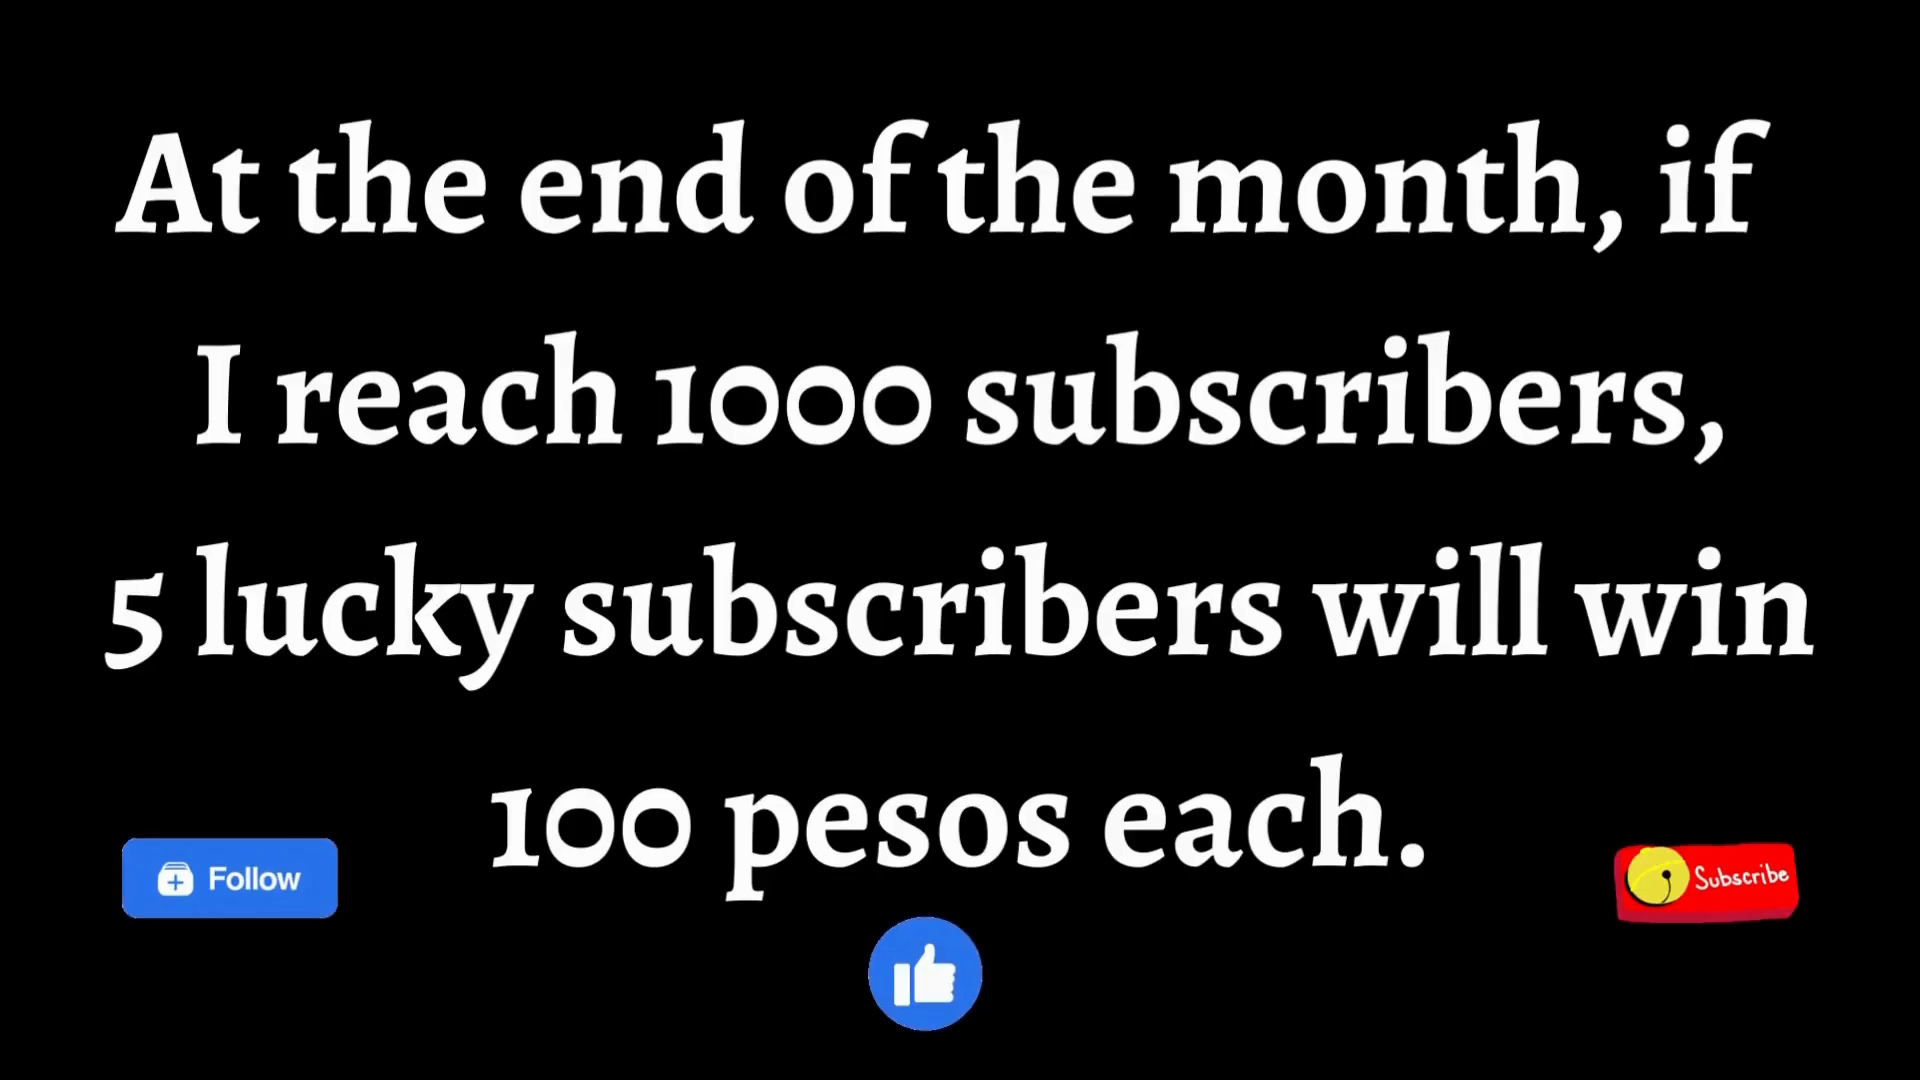 At the end of the month, if
I reach 1000 subscribers,
5 lucky subscribers will win
100 pesos each.
Follow
Subscribe